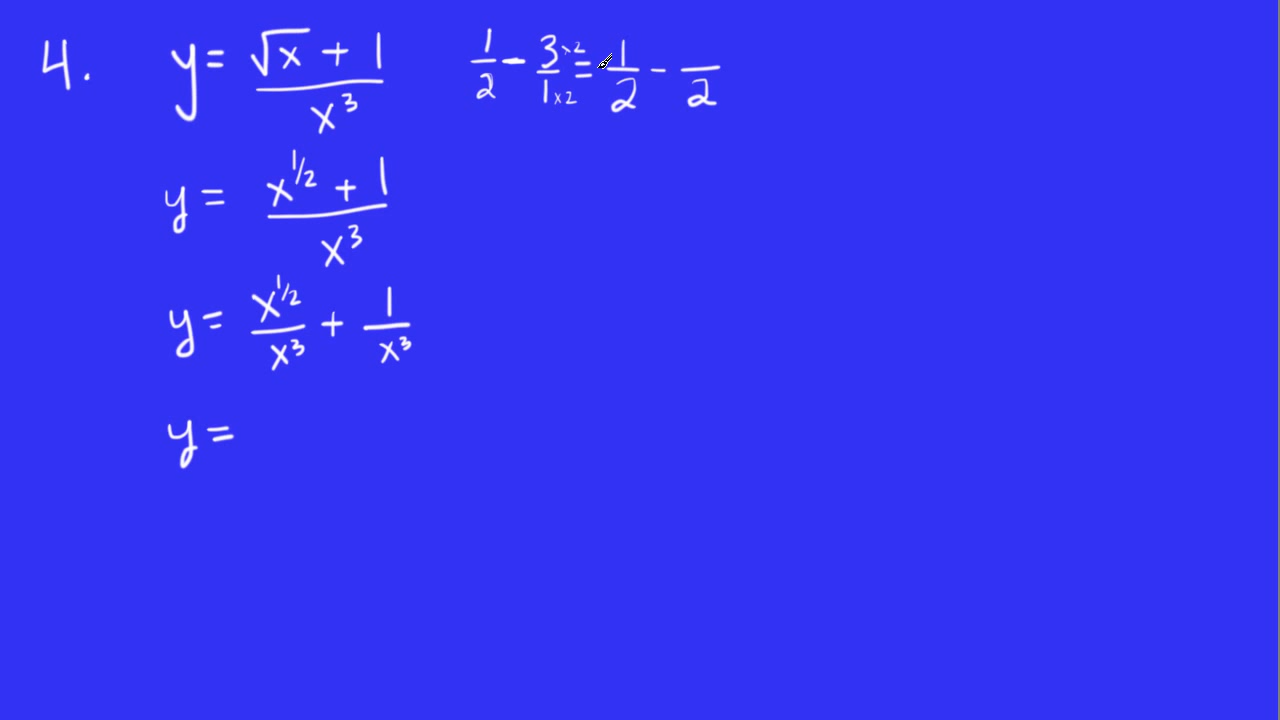 4. y = (√x + 1)/x³ 1/2 - 3×2/1×2 = 1/2 - /2
y = (x^(1/2) + 1)/x³
y = x^(1/2)/x³ + 1/x³
y =